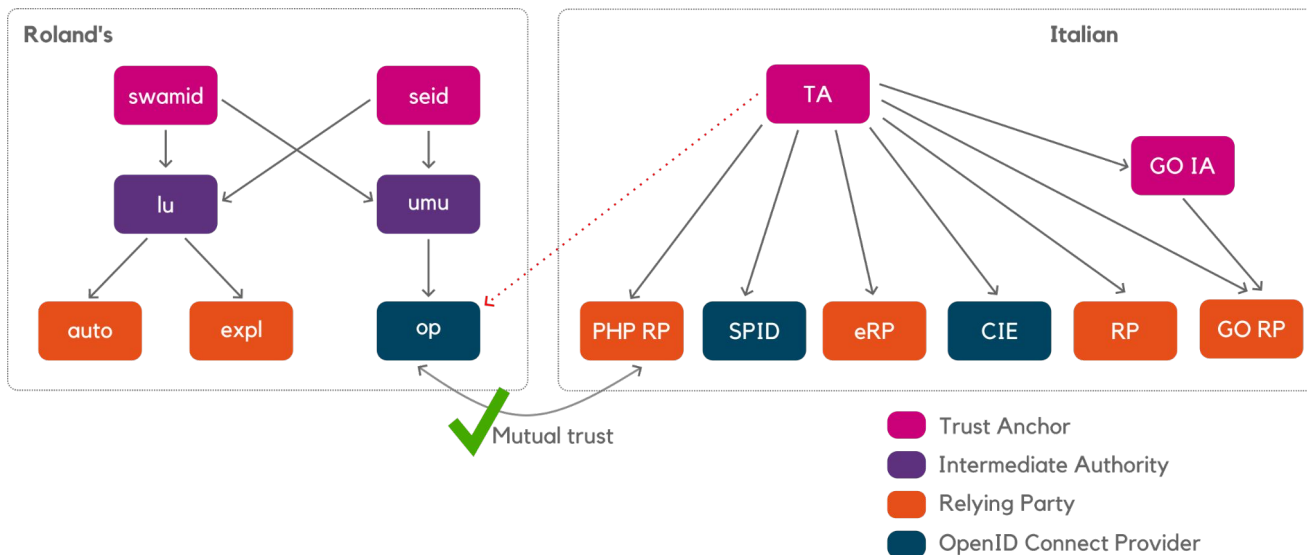 Roland's
Italian
swamid
seid
TA
GO IA
lu
umu
auto
expl
op
PHP RP
SPID
eRP
CIE
RP
GO RP
Mutual trust
Trust Anchor
Intermediate Authority
Relying Party
OpenID Connect Provider